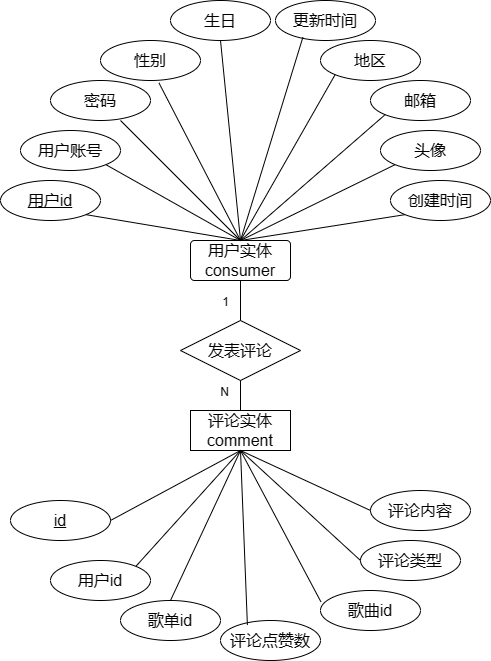 生日
更新时间
性别
地区
密码
邮箱
用户账号
头像
用户id
创建时间
用户实体
consumer
1
发表评论
N
评论实体
comment
id
评论内容
用户id
评论类型
歌单id
歌曲id
评论点赞数